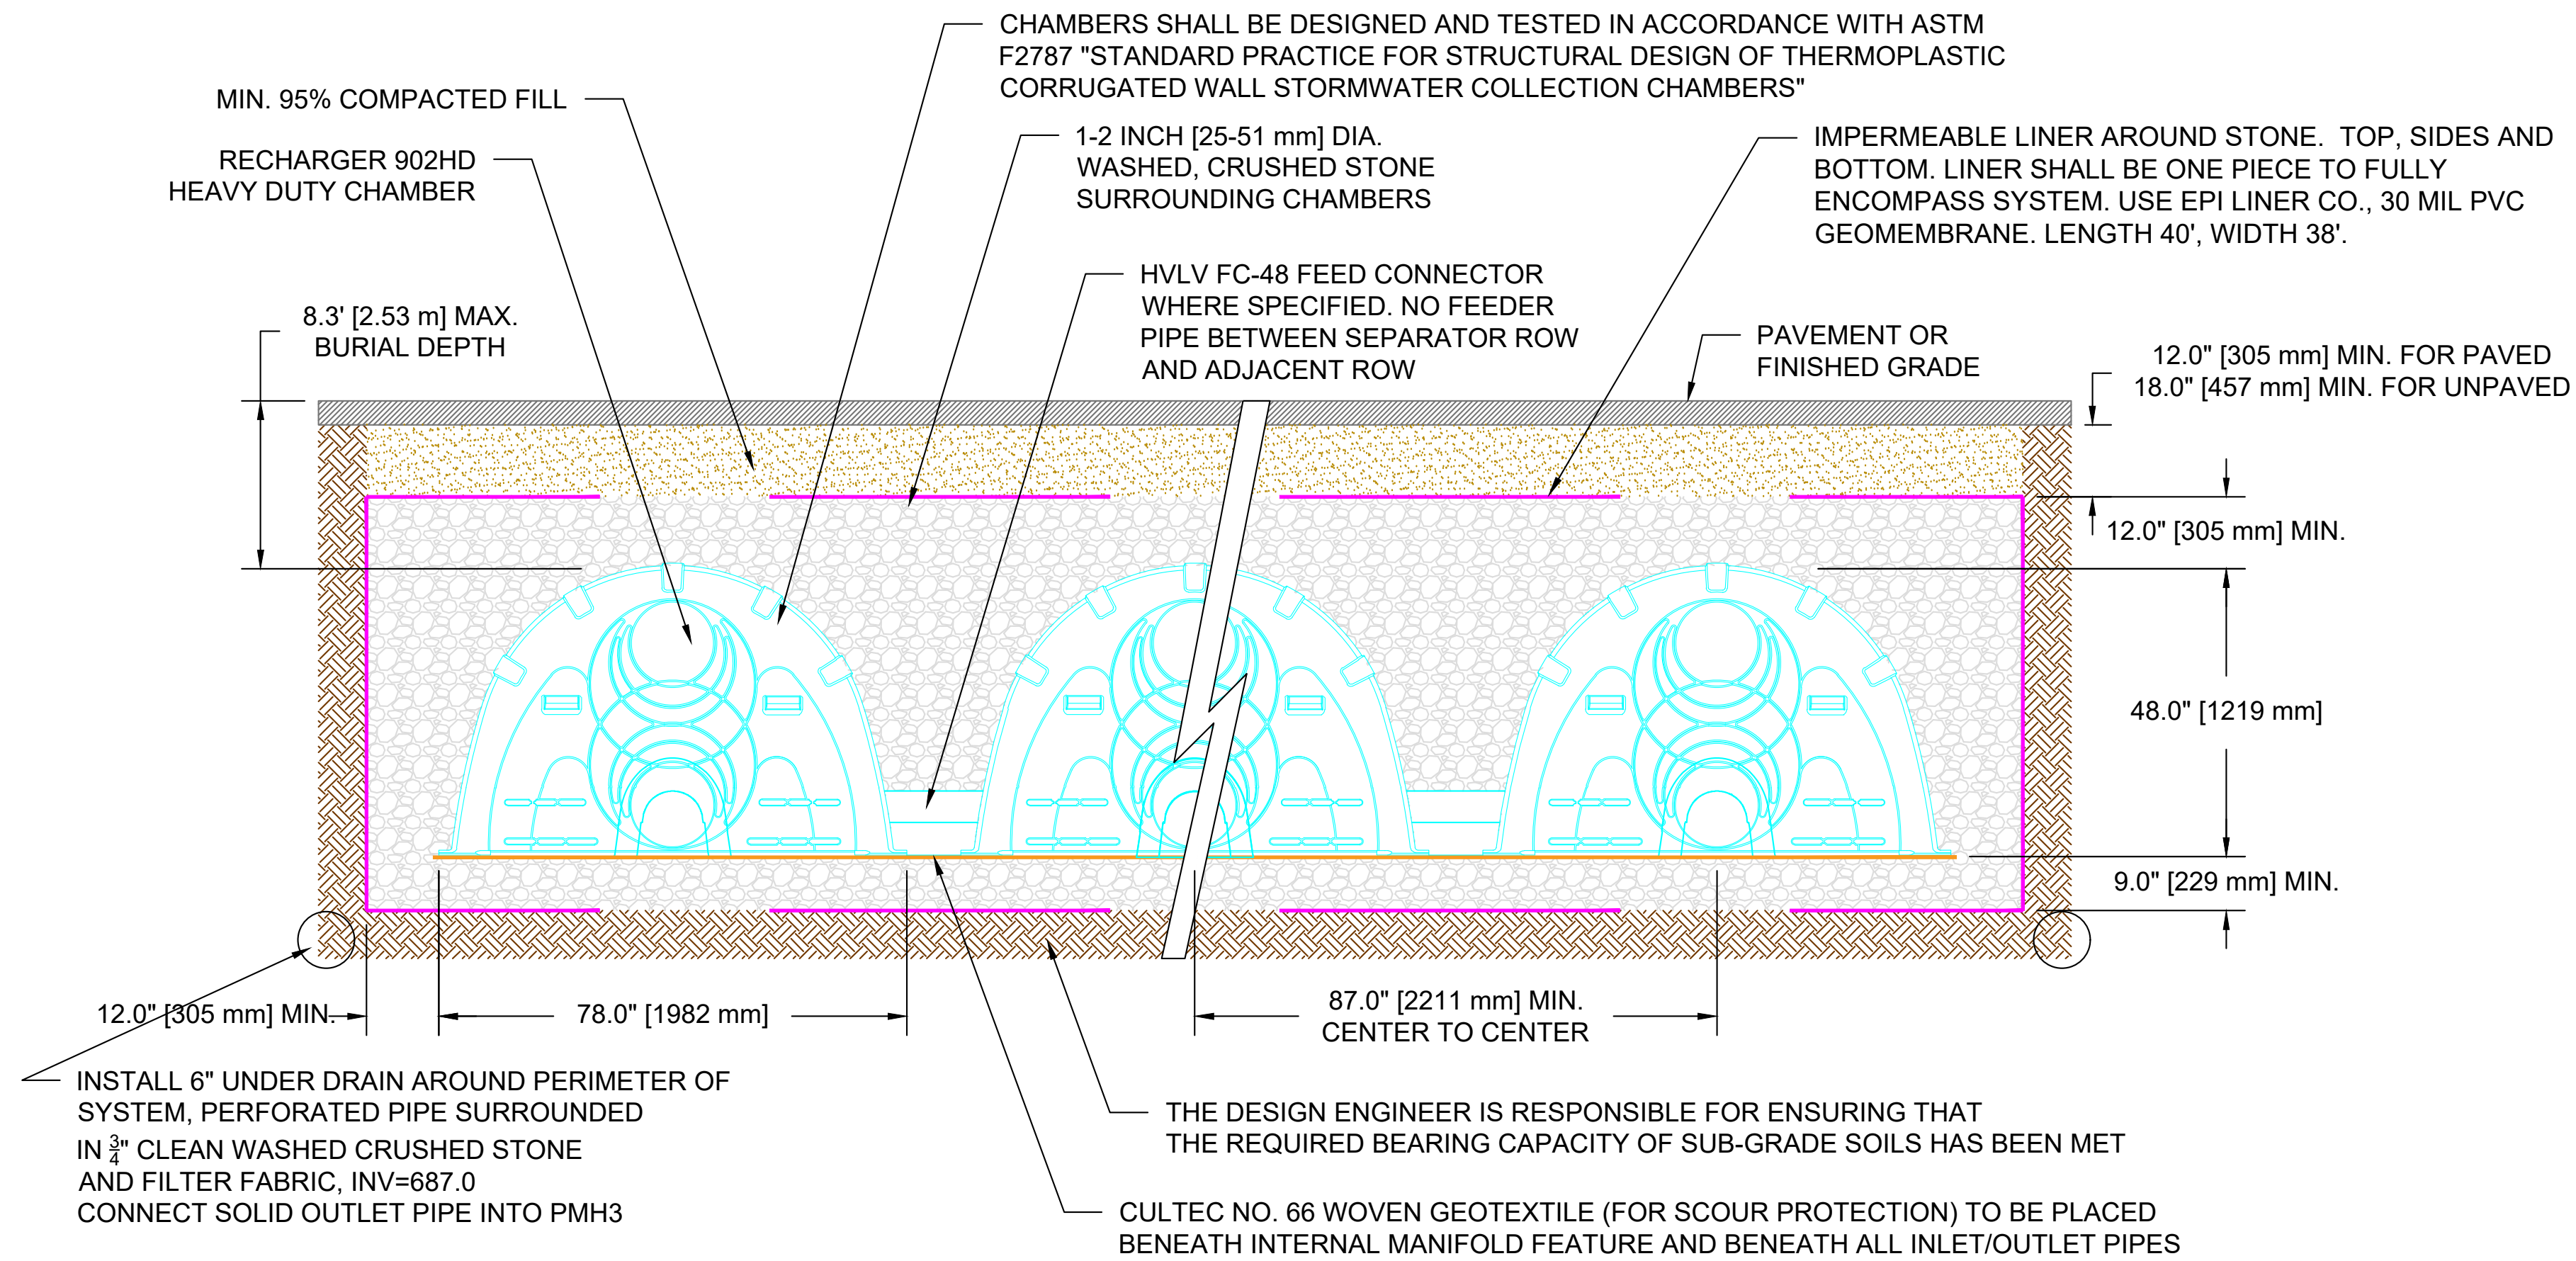 CHAMBERS SHALL BE DESIGNED AND TESTED IN ACCORDANCE WITH ASTM
F2787 "STANDARD PRACTICE FOR STRUCTURAL DESIGN OF THERMOPLASTIC
CORRUGATED WALL STORMWATER COLLECTION CHAMBERS"
MIN. 95% COMPACTED FILL
RECHARGER 902HD
HEAVY DUTY CHAMBER
1-2 INCH [25-51 mm] DIA.
WASHED, CRUSHED STONE
SURROUNDING CHAMBERS
IMPERMEABLE LINER AROUND STONE. TOP, SIDES AND
BOTTOM. LINER SHALL BE ONE PIECE TO FULLY
ENCOMPASS SYSTEM. USE EPI LINER CO., 30 MIL PVC
GEOMEMBRANE. LENGTH 40', WIDTH 38'.
HVLV FC-48 FEED CONNECTOR
WHERE SPECIFIED. NO FEEDER
PIPE BETWEEN SEPARATOR ROW
AND ADJACENT ROW
8.3' [2.53 m] MAX.
BURIAL DEPTH
PAVEMENT OR
FINISHED GRADE
12.0" [305 mm] MIN. FOR PAVED
18.0" [457 mm] MIN. FOR UNPAVED
12.0" [305 mm] MIN.
48.0" [1219 mm]
9.0" [229 mm] MIN.
12.0" [305 mm] MIN.
78.0" [1982 mm]
87.0" [2211 mm] MIN.
CENTER TO CENTER
INSTALL 6" UNDER DRAIN AROUND PERIMETER OF
SYSTEM, PERFORATED PIPE SURROUNDED
IN 3/4" CLEAN WASHED CRUSHED STONE
AND FILTER FABRIC, INV=687.0
CONNECT SOLID OUTLET PIPE INTO PMH3
THE DESIGN ENGINEER IS RESPONSIBLE FOR ENSURING THAT
THE REQUIRED BEARING CAPACITY OF SUB-GRADE SOILS HAS BEEN MET
CULTEC NO. 66 WOVEN GEOTEXTILE (FOR SCOUR PROTECTION) TO BE PLACED
BENEATH INTERNAL MANIFOLD FEATURE AND BENEATH ALL INLET/OUTLET PIPES